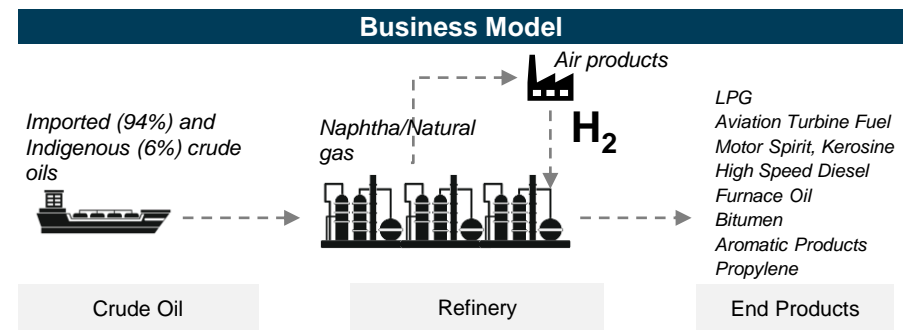 Business Model
Air products
Imported (94%) and
Indigenous (6%) crude
oils
Naphtha/Natural
gas
H2
LPG
Aviation Turbine Fuel
Motor Spirit, Kerosine
High Speed Diesel
Furnace Oil
Bitumen
Aromatic Products
Propylene
Crude Oil
Refinery
End Products